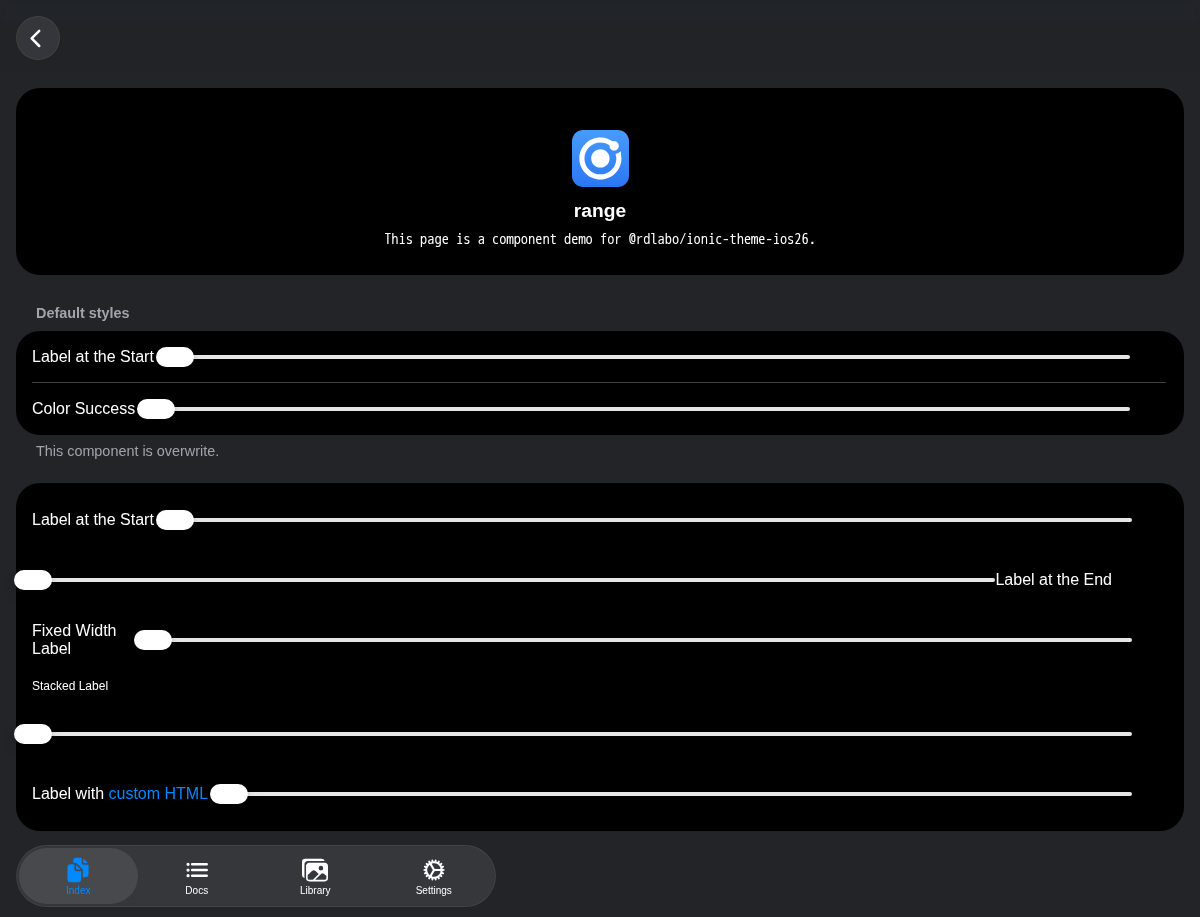 range
This page is a component demo for @rdlabo/ionic-theme-ios26.
Default styles
Label at the Start
Color Success
This component is overwrite.
Label at the Start
Label at the End
Fixed Width
Label
Stacked Label
Label with custom HTML
Index
Docs
Library
Settings